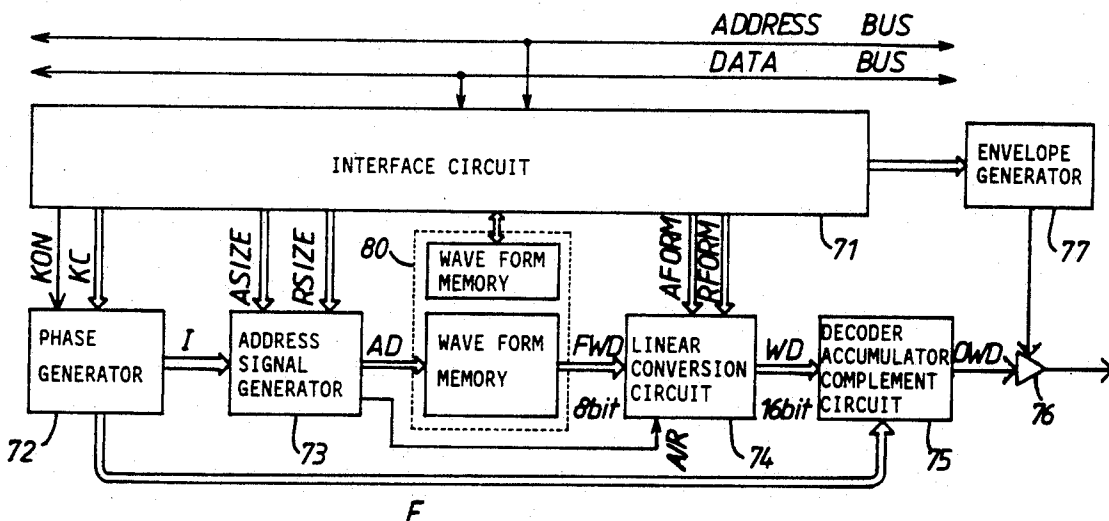 ADDRESS BUS
DATA BUS
INTERFACE CIRCUIT
ENVELOPE
GENERATOR
71
77
KON
KC
ASIZE
RSIZE
80
WAVE FORM
MEMORY
AFORM
RFORM
PHASE
GENERATOR
I
ADDRESS
SIGNAL
GENERATOR
AD
WAVE FORM
MEMORY
FWD
8bit
LINEAR
CONVERSION
CIRCUIT
WD
16bit
DECODER
ACCUMULATOR
COMPLEMENT
CIRCUIT
OWD
76
72
73
A/R
74
75
F